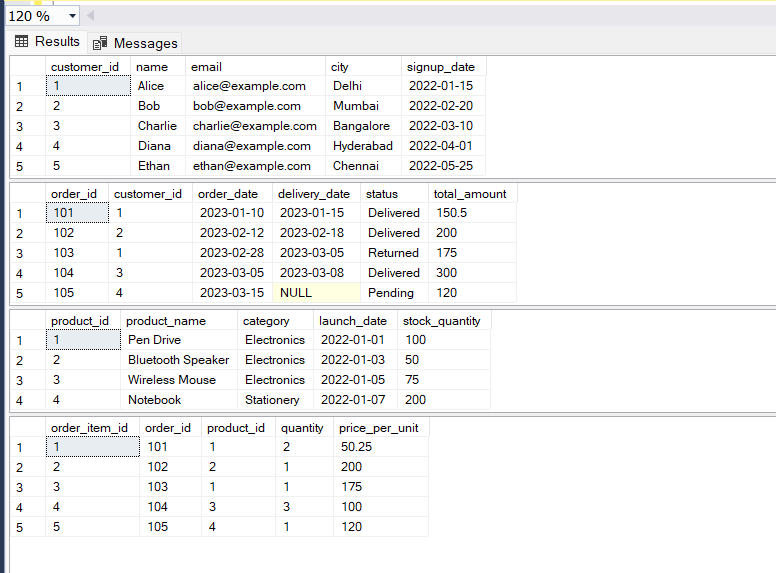 120 %
Results Messages
customer_id name email city signup_date
1 1 Alice alice@example.com Delhi 2022-01-15
2 2 Bob bob@example.com Mumbai 2022-02-20
3 3 Charlie charlie@example.com Bangalore 2022-03-10
4 4 Diana diana@example.com Hyderabad 2022-04-01
5 5 Ethan ethan@example.com Chennai 2022-05-25
order_id customer_id order_date delivery_date status total_amount
1 101 1 2023-01-10 2023-01-15 Delivered 150.5
2 102 2 2023-02-12 2023-02-18 Delivered 200
3 103 1 2023-02-28 2023-03-05 Returned 175
4 104 3 2023-03-05 2023-03-08 Delivered 300
5 105 4 2023-03-15 NULL Pending 120
product_id product_name category launch_date stock_quantity
1 1 Pen Drive Electronics 2022-01-01 100
2 2 Bluetooth Speaker Electronics 2022-01-03 50
3 3 Wireless Mouse Electronics 2022-01-05 75
4 4 Notebook Stationery 2022-01-07 200
order_item_id order_id product_id quantity price_per_unit
1 1 101 1 2 50.25
2 2 102 2 1 200
3 3 103 1 1 175
4 4 104 3 3 100
5 5 105 4 1 120